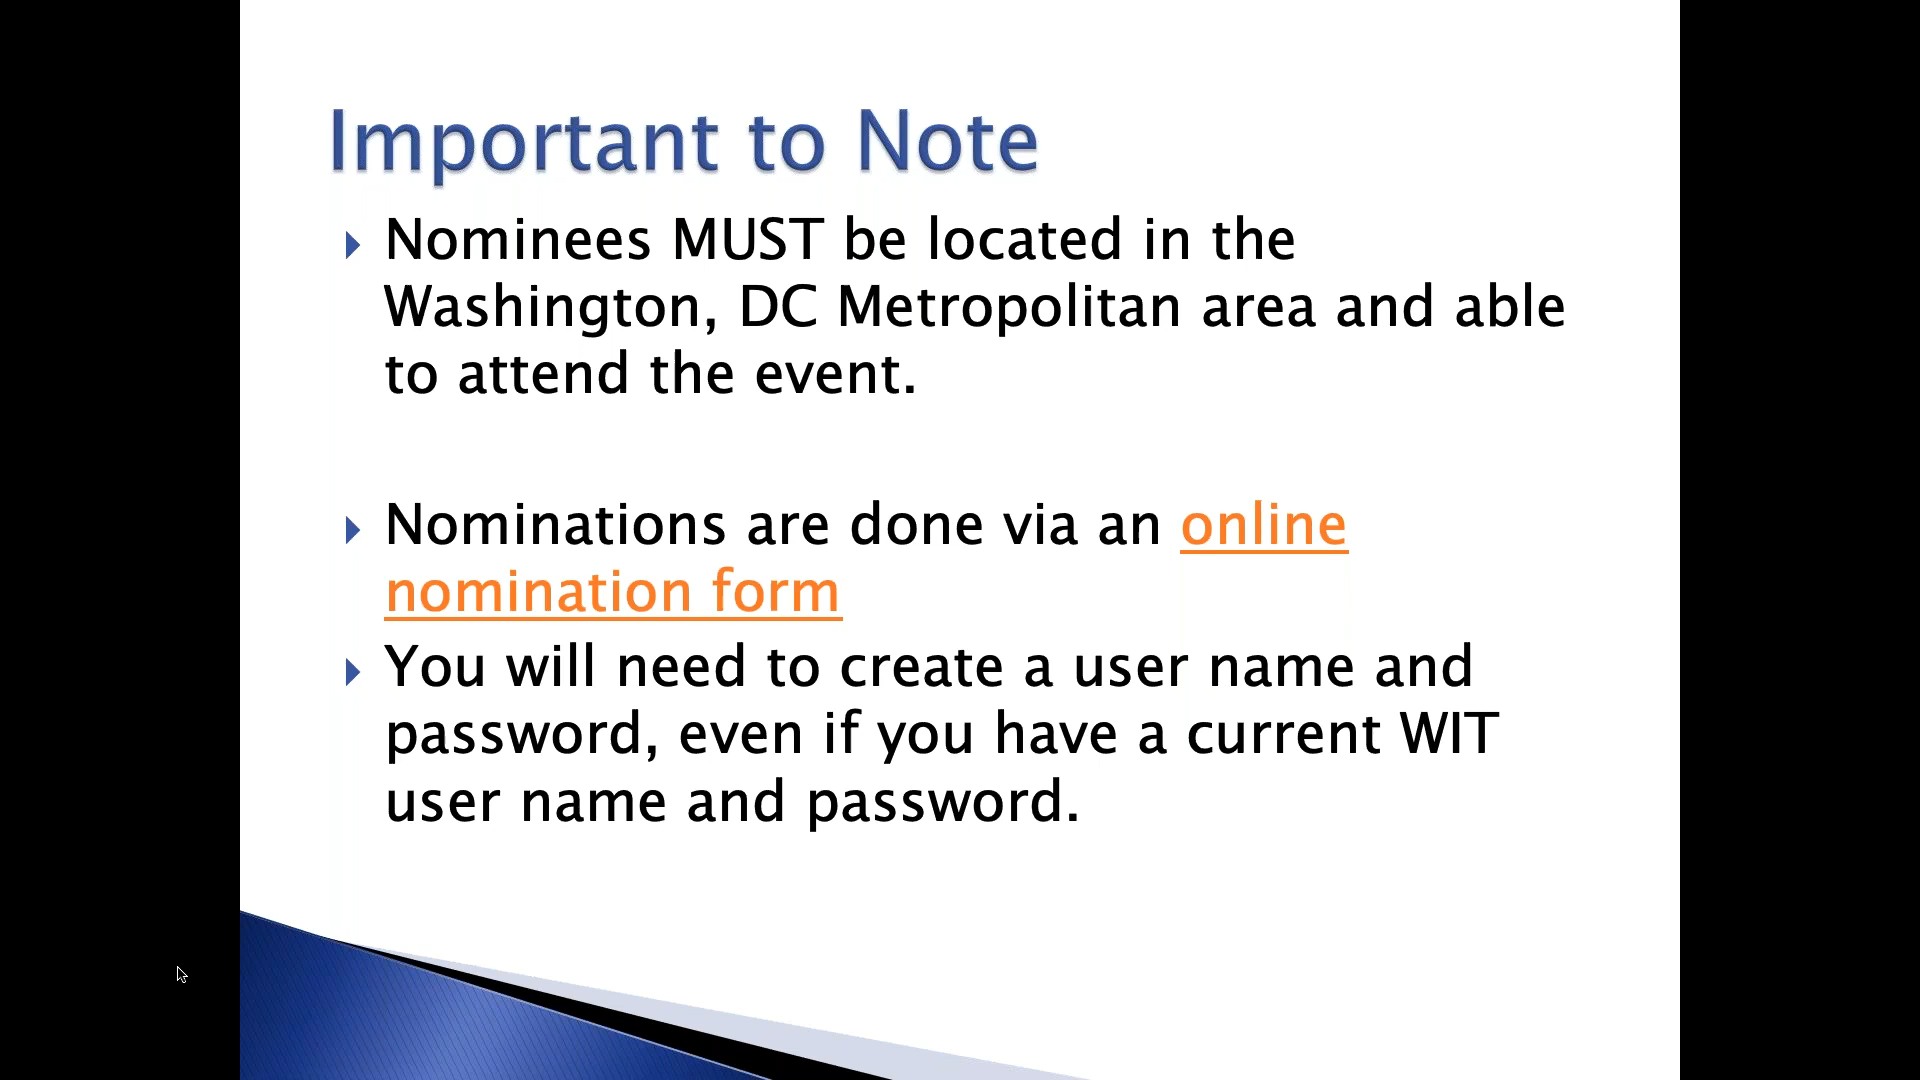 Important to Note
Nominees MUST be located in the
Washington, DC Metropolitan area and able
to attend the event.
Nominations are done via an online
nomination form
You will need to create a user name and
password, even if you have a current WIT
user name and password.